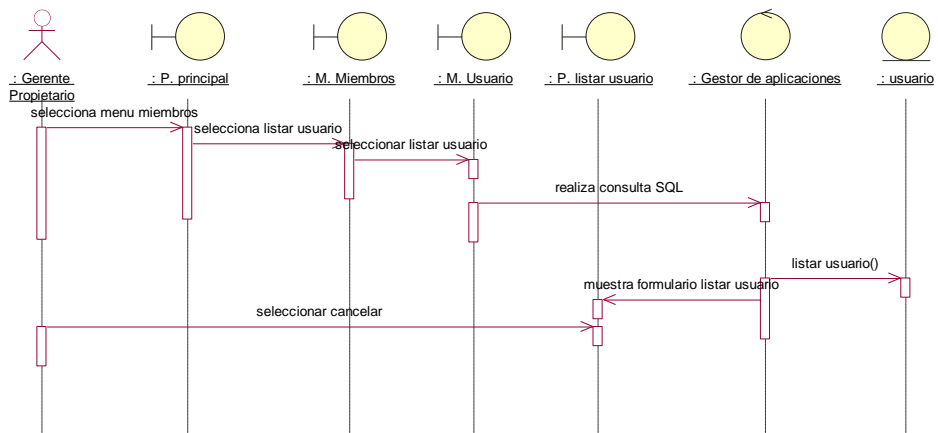 : Gerente
Propietario
: P. principal
: M. Miembros
: M. Usuario
: P. listar usuario
: Gestor de aplicaciones
: usuario
selecciona menu miembros
selecciona listar usuario
seleccionar listar usuario
realiza consulta SQL
listar usuario()
muestra formulario listar usuario
seleccionar cancelar